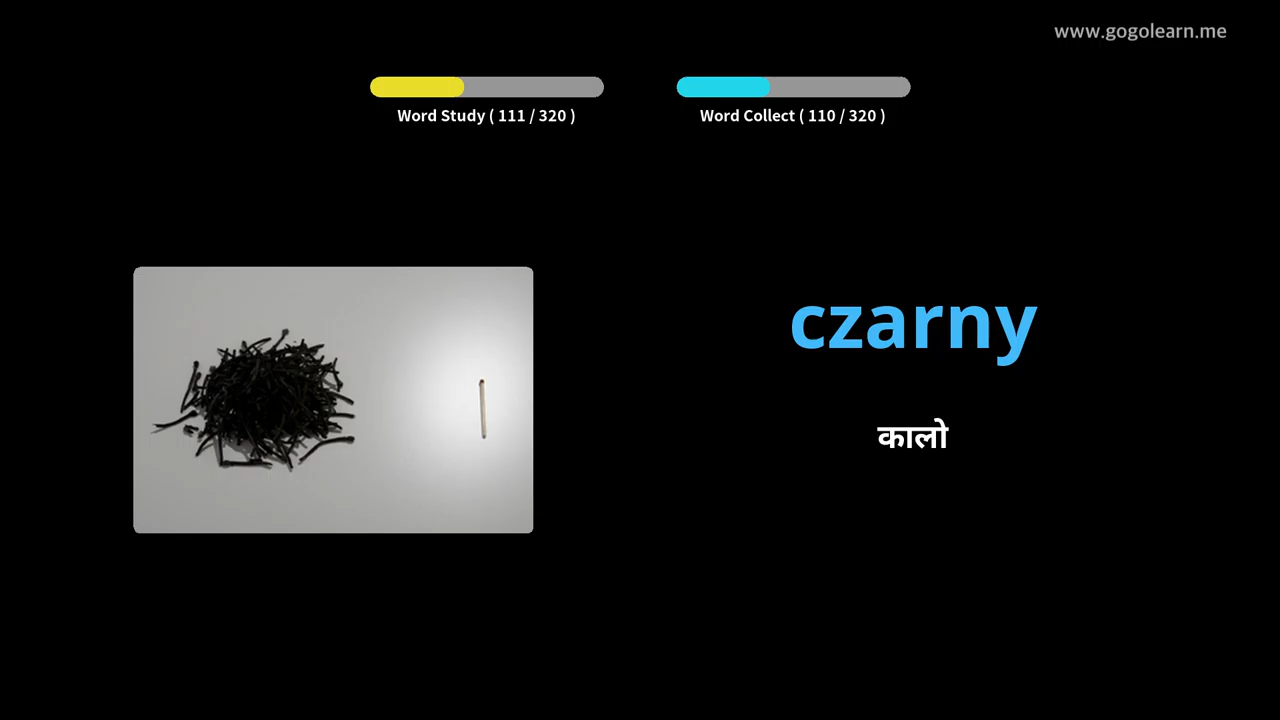 www.gogolearn.me
Word Study ( 111 / 320 )
Word Collect ( 110 / 320 )
czarny
कालो